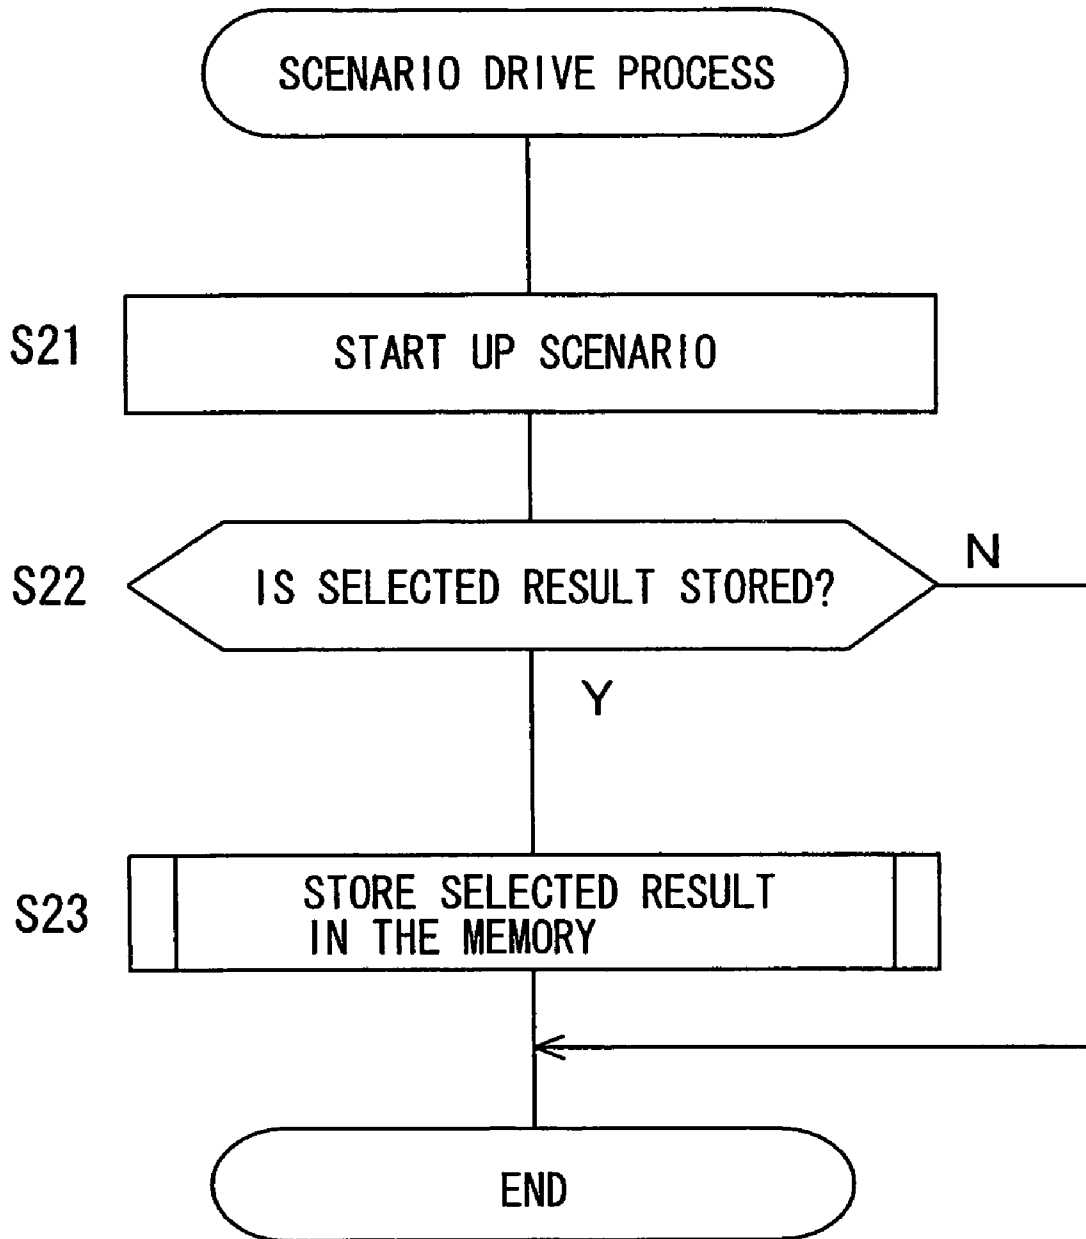 SCENARIO DRIVE PROCESS
S21
START UP SCENARIO
S22
IS SELECTED RESULT STORED?
N
Y
S23
STORE SELECTED RESULT
IN THE MEMORY
END